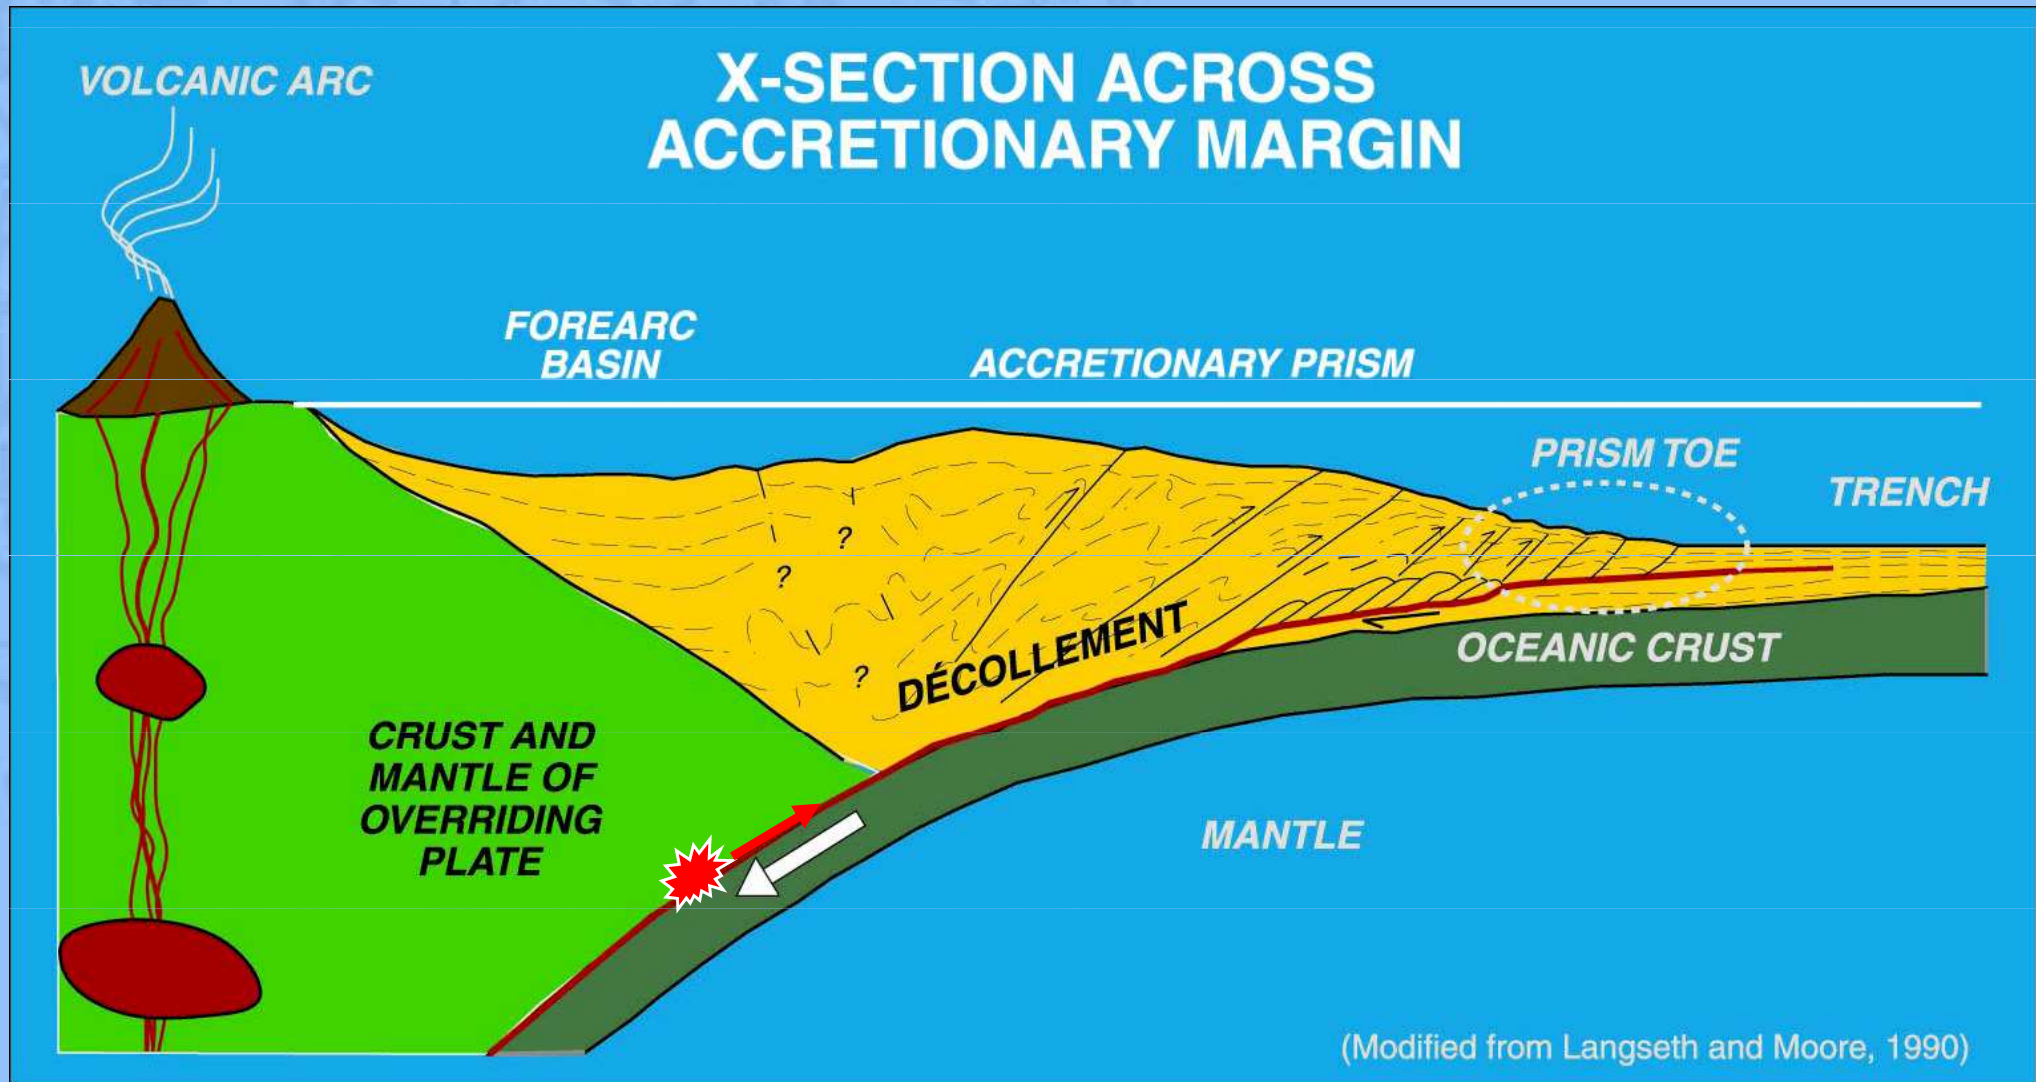 X-SECTION ACROSS
ACCRETIONARY MARGIN
VOLCANIC ARC
FOREARC
BASIN
ACCRETIONARY PRISM
PRISM TOE
TRENCH
?
?
?
DÉCOLLEMENT
OCEANIC CRUST
CRUST AND
MANTLE OF
OVERRIDING
PLATE
MANTLE
(Modified from Langseth and Moore, 1990)